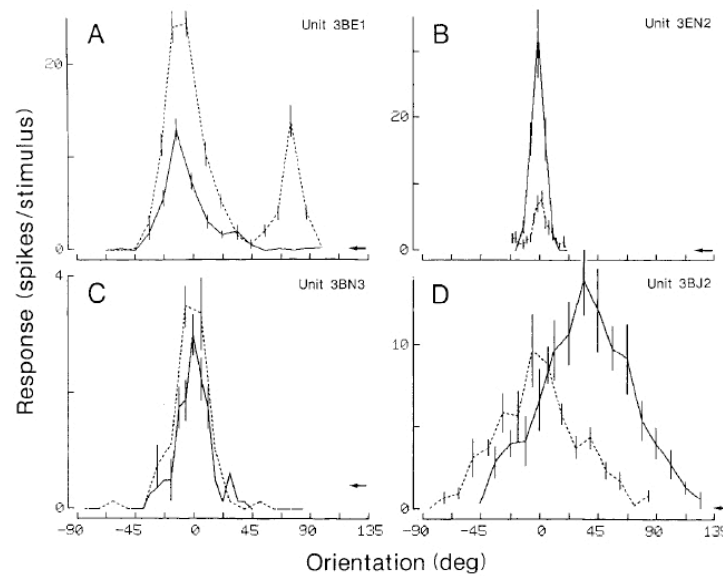 A
Unit 3BE1
B
Unit 3EN2
20
0
20
0
C
Unit 3BN3
D
Unit 3BJ2
4
2
0
10
0
-90 -45 0 45 90 135
-90 -45 0 45 90 135
Response (spikes/stimulus)
Orientation (deg)